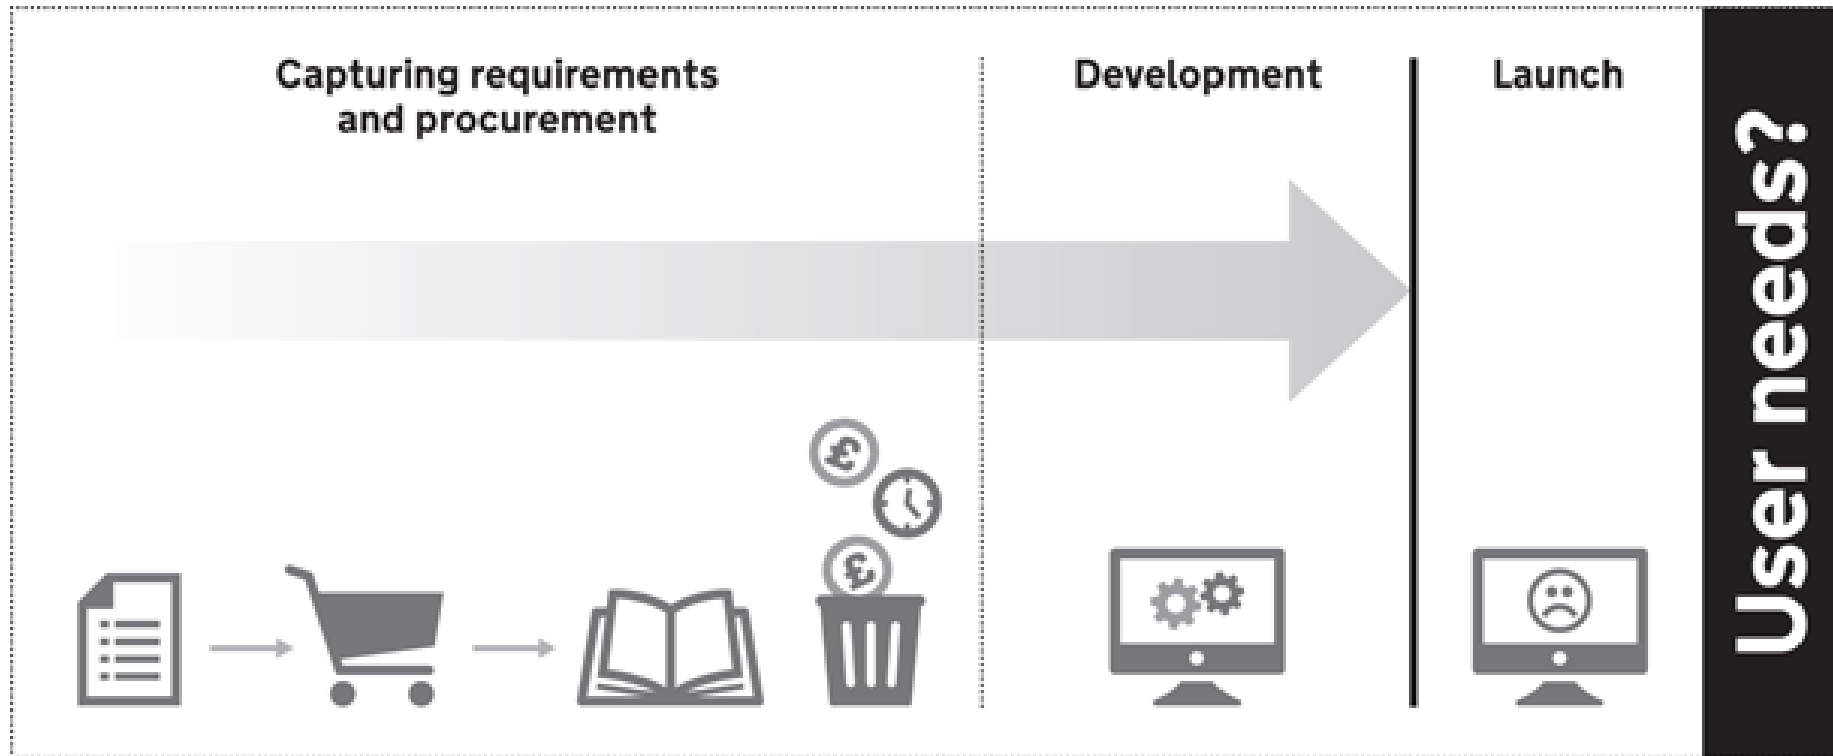 Capturing requirements
and procurement
Development
Launch
User needs?
£
£